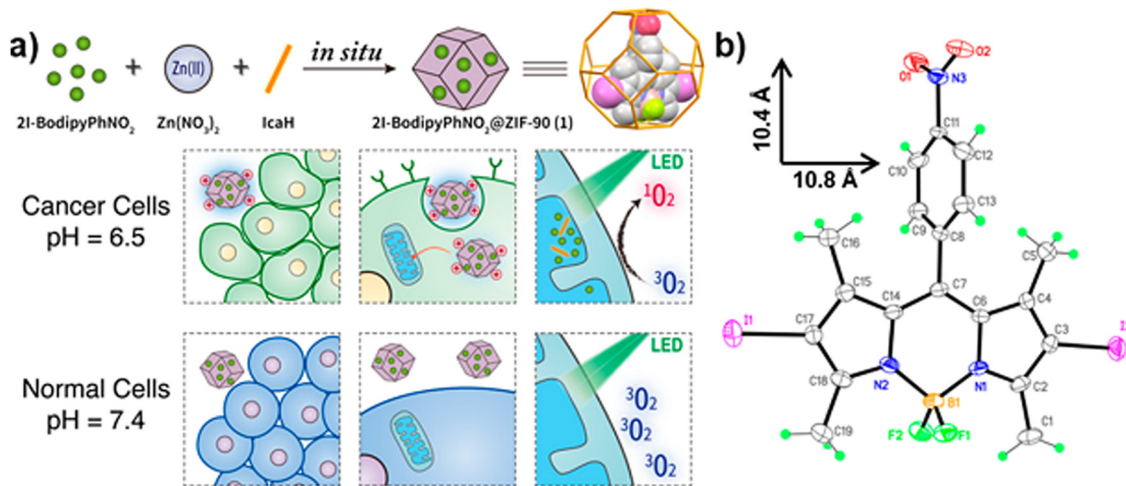 a)
+ Zn(II) + in situ
2I-BodipyPhNO₂ Zn(NO₃)₂ IcaH 2I-BodipyPhNO₂@ZIF-90 (1)
Cancer Cells
pH = 6.5
LED
¹O₂
³O₂
Normal Cells
pH = 7.4
LED
³O₂
³O₂
³O₂
b)
10.4 Å
10.8 Å
O1
O2
N3
C11
C10
C12
C9
C13
C8
C16
C5
C15
C7
C4
C14
C6
I1
C17
C3
C18
N2
N1
C2
B1
C19
F2
F1
C1